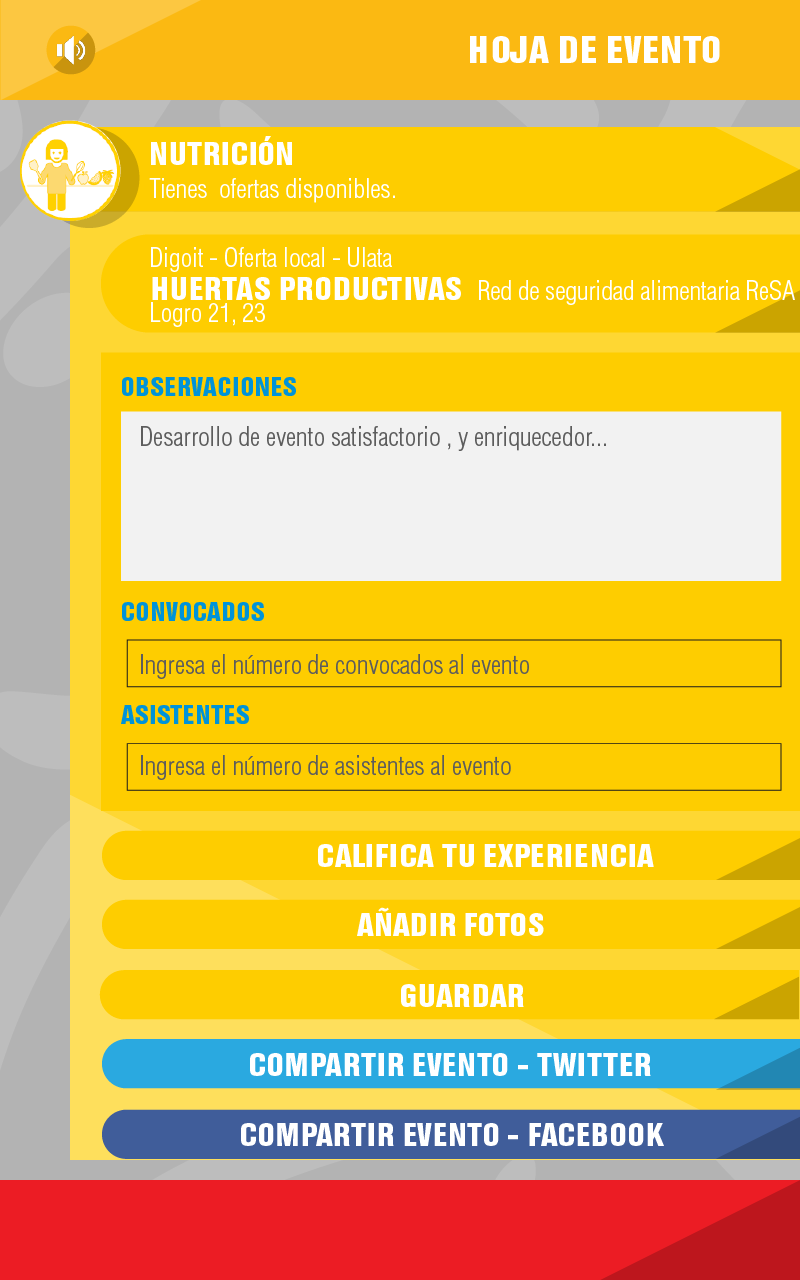 HOJA DE EVENTO
NUTRICIÓN
Tienes ofertas disponibles.
Digoit - Oferta local - Ulata
HUERTAS PRODUCTIVAS Red de seguridad alimentaria ReSA
Logro 21, 23
OBSERVACIONES
Desarrollo de evento satisfactorio , y enriquecedor...
CONVOCADOS
Ingresa el número de convocados al evento
ASISTENTES
Ingresa el número de asistentes al evento
CALIFICA TU EXPERIENCIA
AÑADIR FOTOS
GUARDAR
COMPARTIR EVENTO - TWITTER
COMPARTIR EVENTO - FACEBOOK